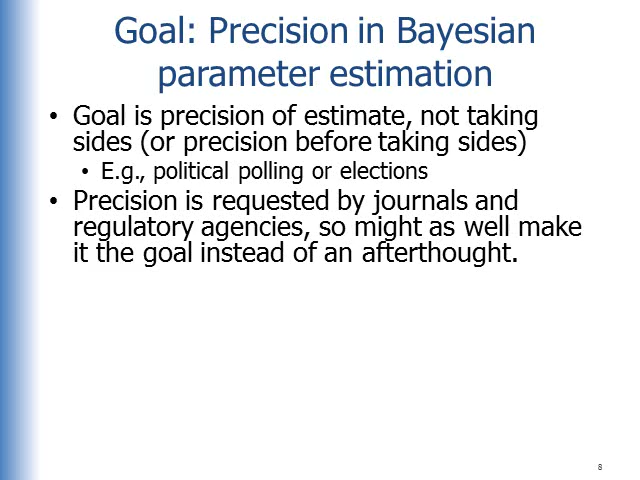 Goal: Precision in Bayesian
parameter estimation
• Goal is precision of estimate, not taking
sides (or precision before taking sides)
• E.g., political polling or elections
• Precision is requested by journals and
regulatory agencies, so might as well make
it the goal instead of an afterthought.
8